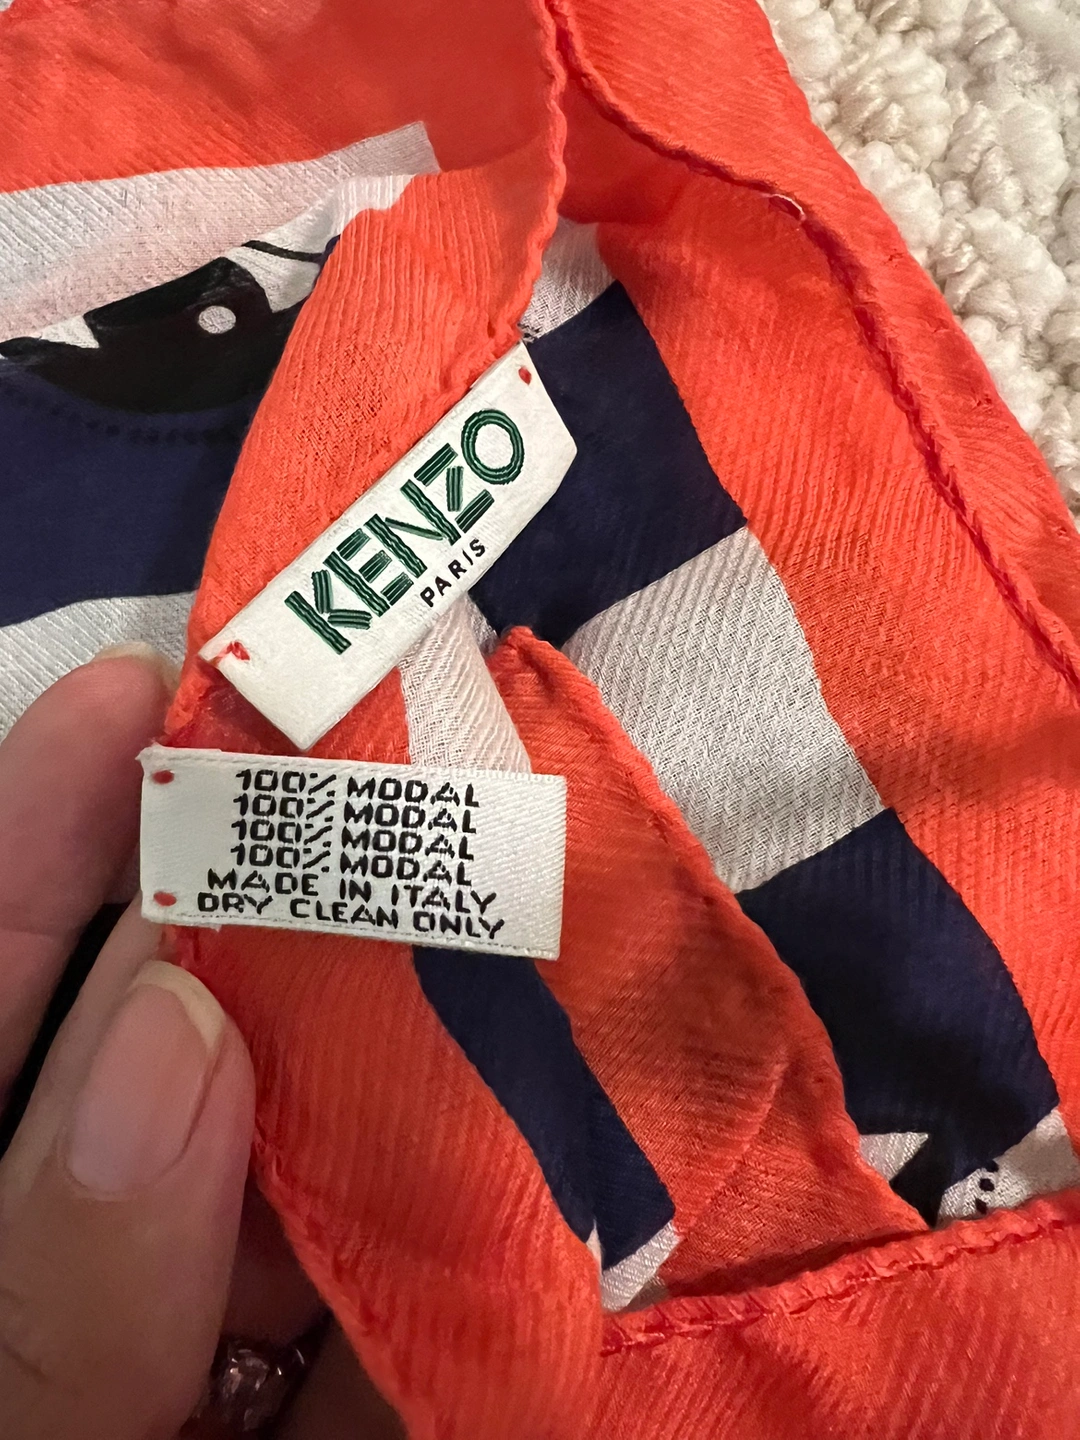 KENZO
PARIS
100% MODAL
100% MODAL
100% MODAL
100% MODAL
MADE IN ITALY
DRY CLEAN ONLY